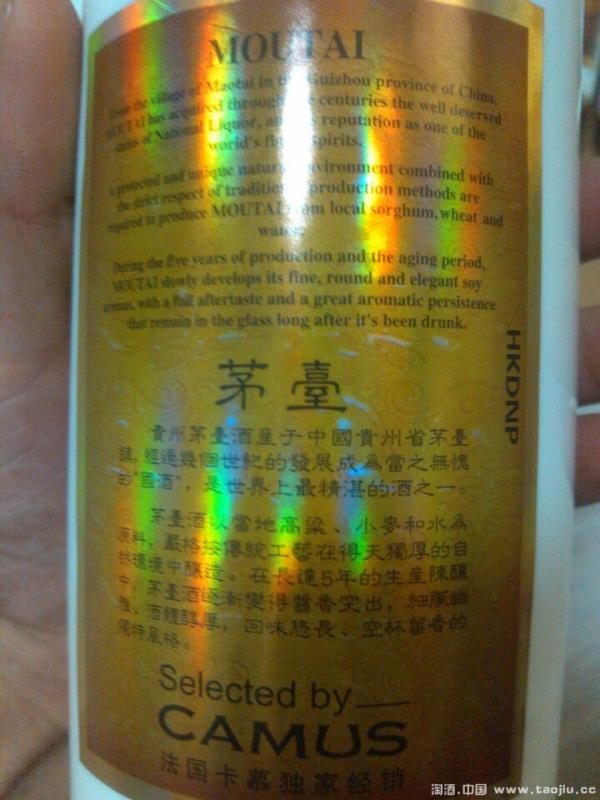 MOUTAI
From the village of Maotai in the Guizhou province of China,
MOUTAI has acquired through the centuries the well deserved
status of National Liquor, and reputation as one of the
world's spirits.
A protected and unique natural environment combined with
the strict respect of traditional production methods are
required to produce MOUTAI from local sorghum, wheat and
water.
During the five years of production and the aging period,
MOUTAI slowly develops its fine, round and elegant soy
aromas, with a full aftertaste and a great aromatic persistence
that remain in the glass long after it's been drunk.
HKDNP
茅臺
貴州茅臺酒産于中國貴州省茅臺
鎮，經過幾個世紀的發展成爲當之無愧
的"國酒"，是世界上最精湛的酒之一。
茅臺酒以當地高粱、小麥和水爲
原料，嚴格按傳統工藝在得天獨厚的自
然環境中釀造。在長達5年的生産陳釀
中，茅臺酒逐漸變得醬香突出，細膩幽
雅、酒體醇厚，回味悠長、空杯留香的
獨特風格。
Selected by
CAMUS
法国卡慕独家经销
淘酒.中国 www.taojiu.cc